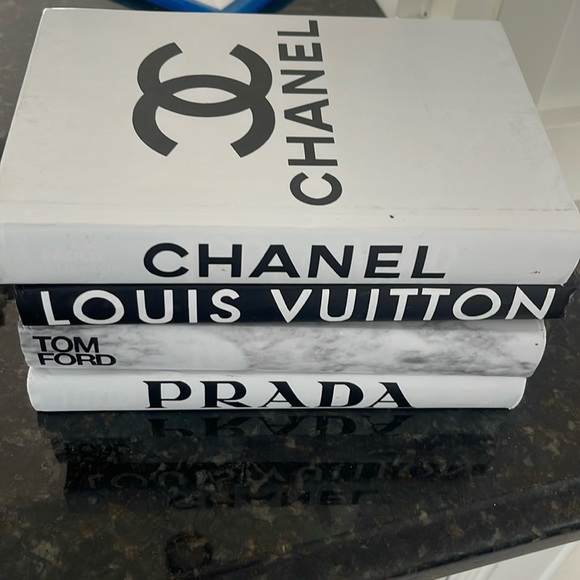 CHANEL
CHANEL
LOUIS VUITTON
TOM
FORD
PRADA